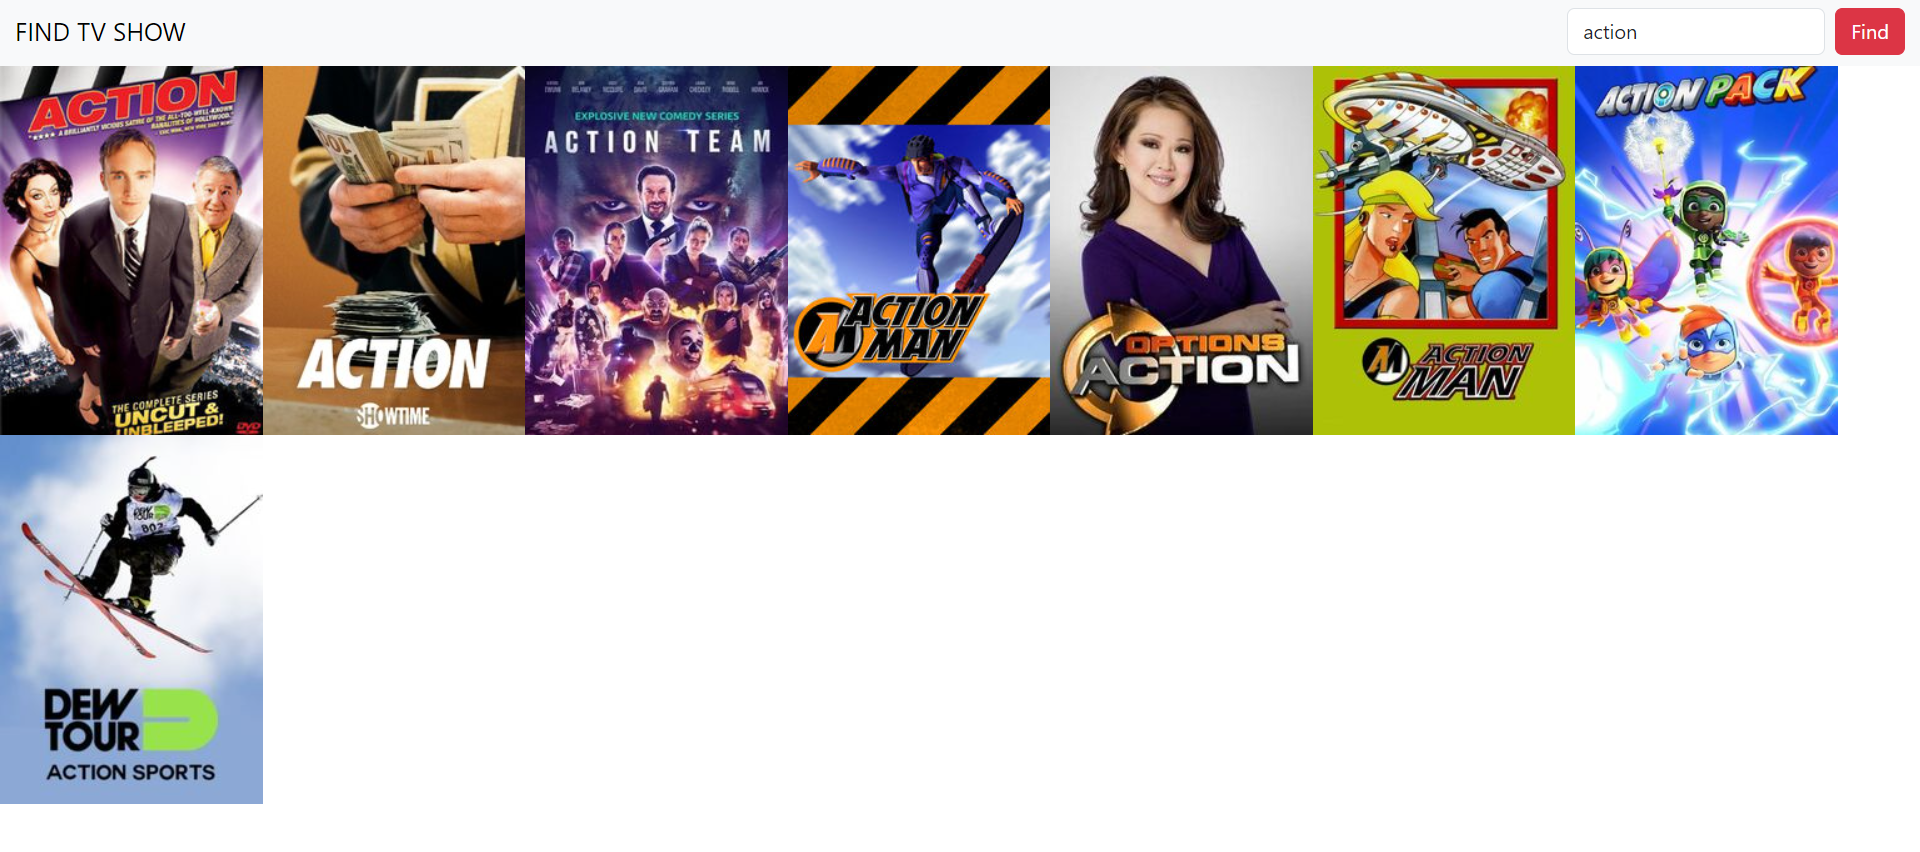 FIND TV SHOW
action
Find
ACTION
"★★★★ A BRILLIANTLY VICIOUS SATIRE OF THE ALL-TOO-WELL-KNOWN
BANALITIES OF HOLLYWOOD."
THE COMPLETE SERIES
UNCUT &
UNBLEEPED!
DVD
ACTION
SHOWTIME
EXPLOSIVE NEW COMEDY SERIES
ACTION TEAM
ACTION
MAN
OPTIONS
ACTION
ACTION
MAN
ACTION PACK
DEW
TOUR
802
DEW
TOUR
ACTION SPORTS